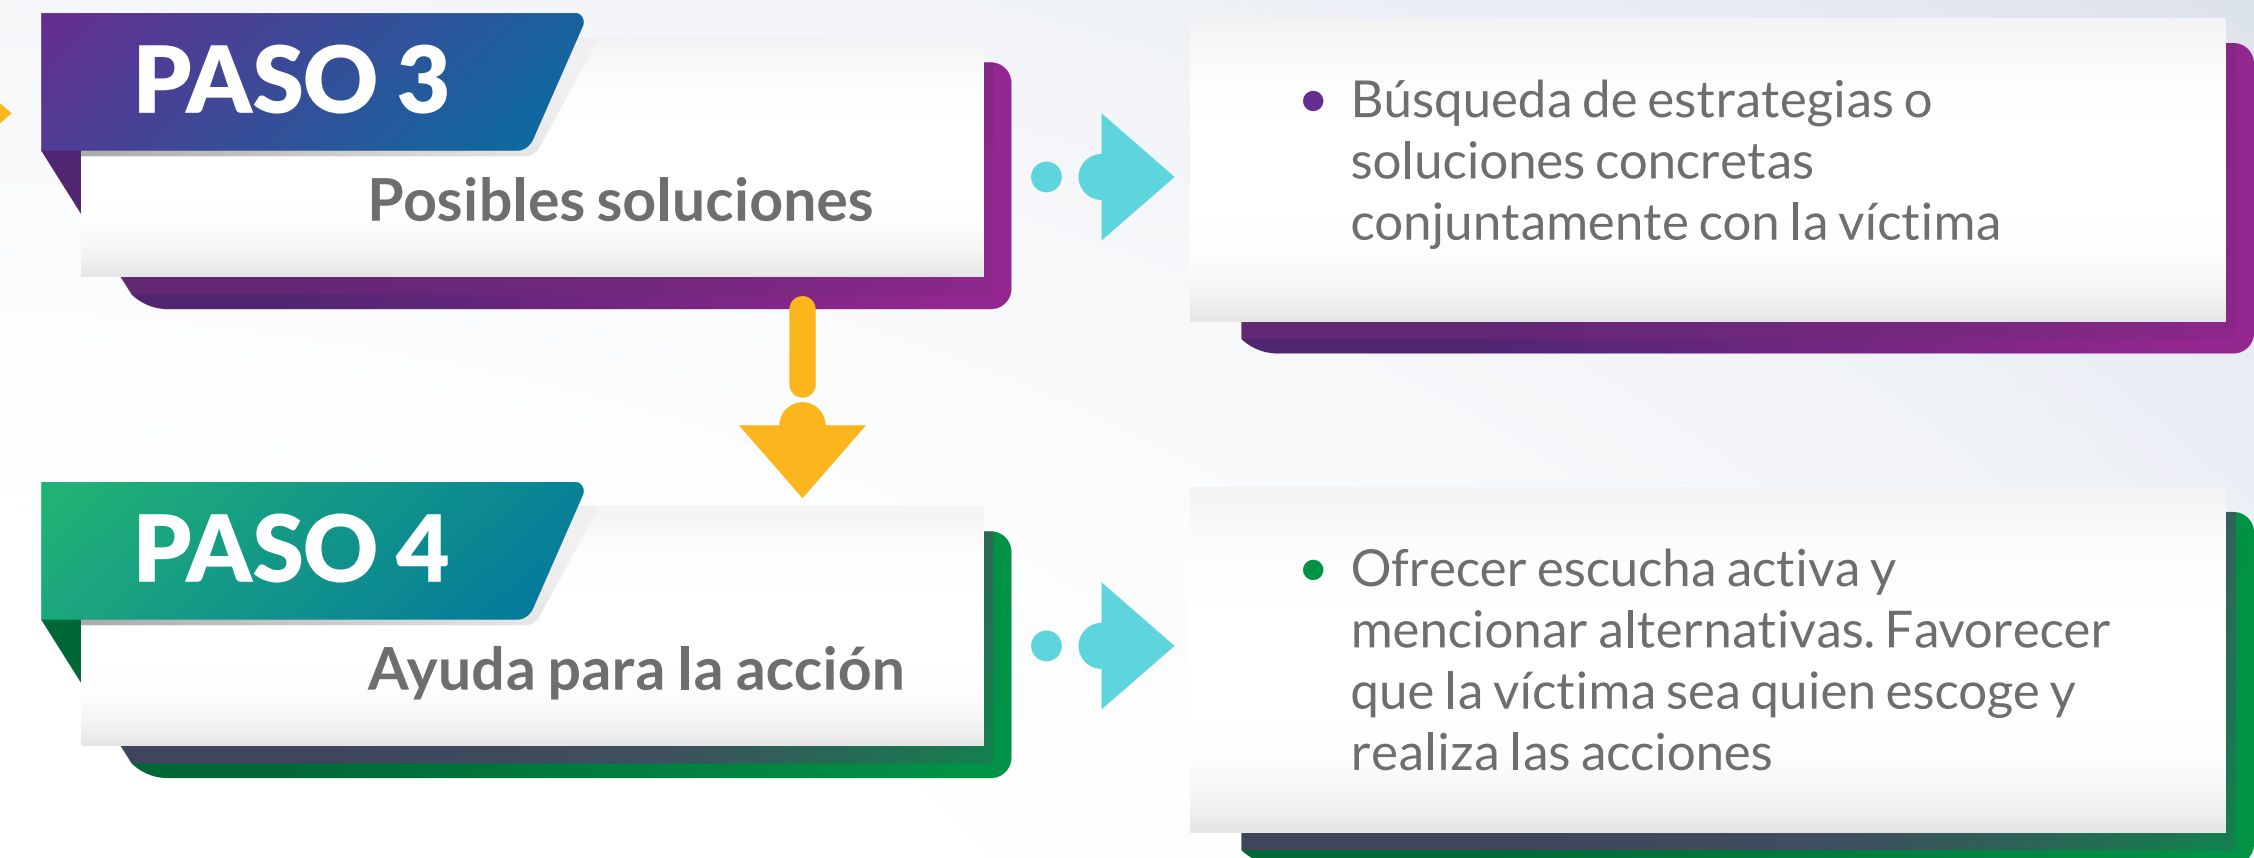 PASO 3
Posibles soluciones
• Búsqueda de estrategias o
soluciones concretas
conjuntamente con la víctima
PASO 4
Ayuda para la acción
• Ofrecer escucha activa y
mencionar alternativas. Favorecer
que la víctima sea quien escoge y
realiza las acciones